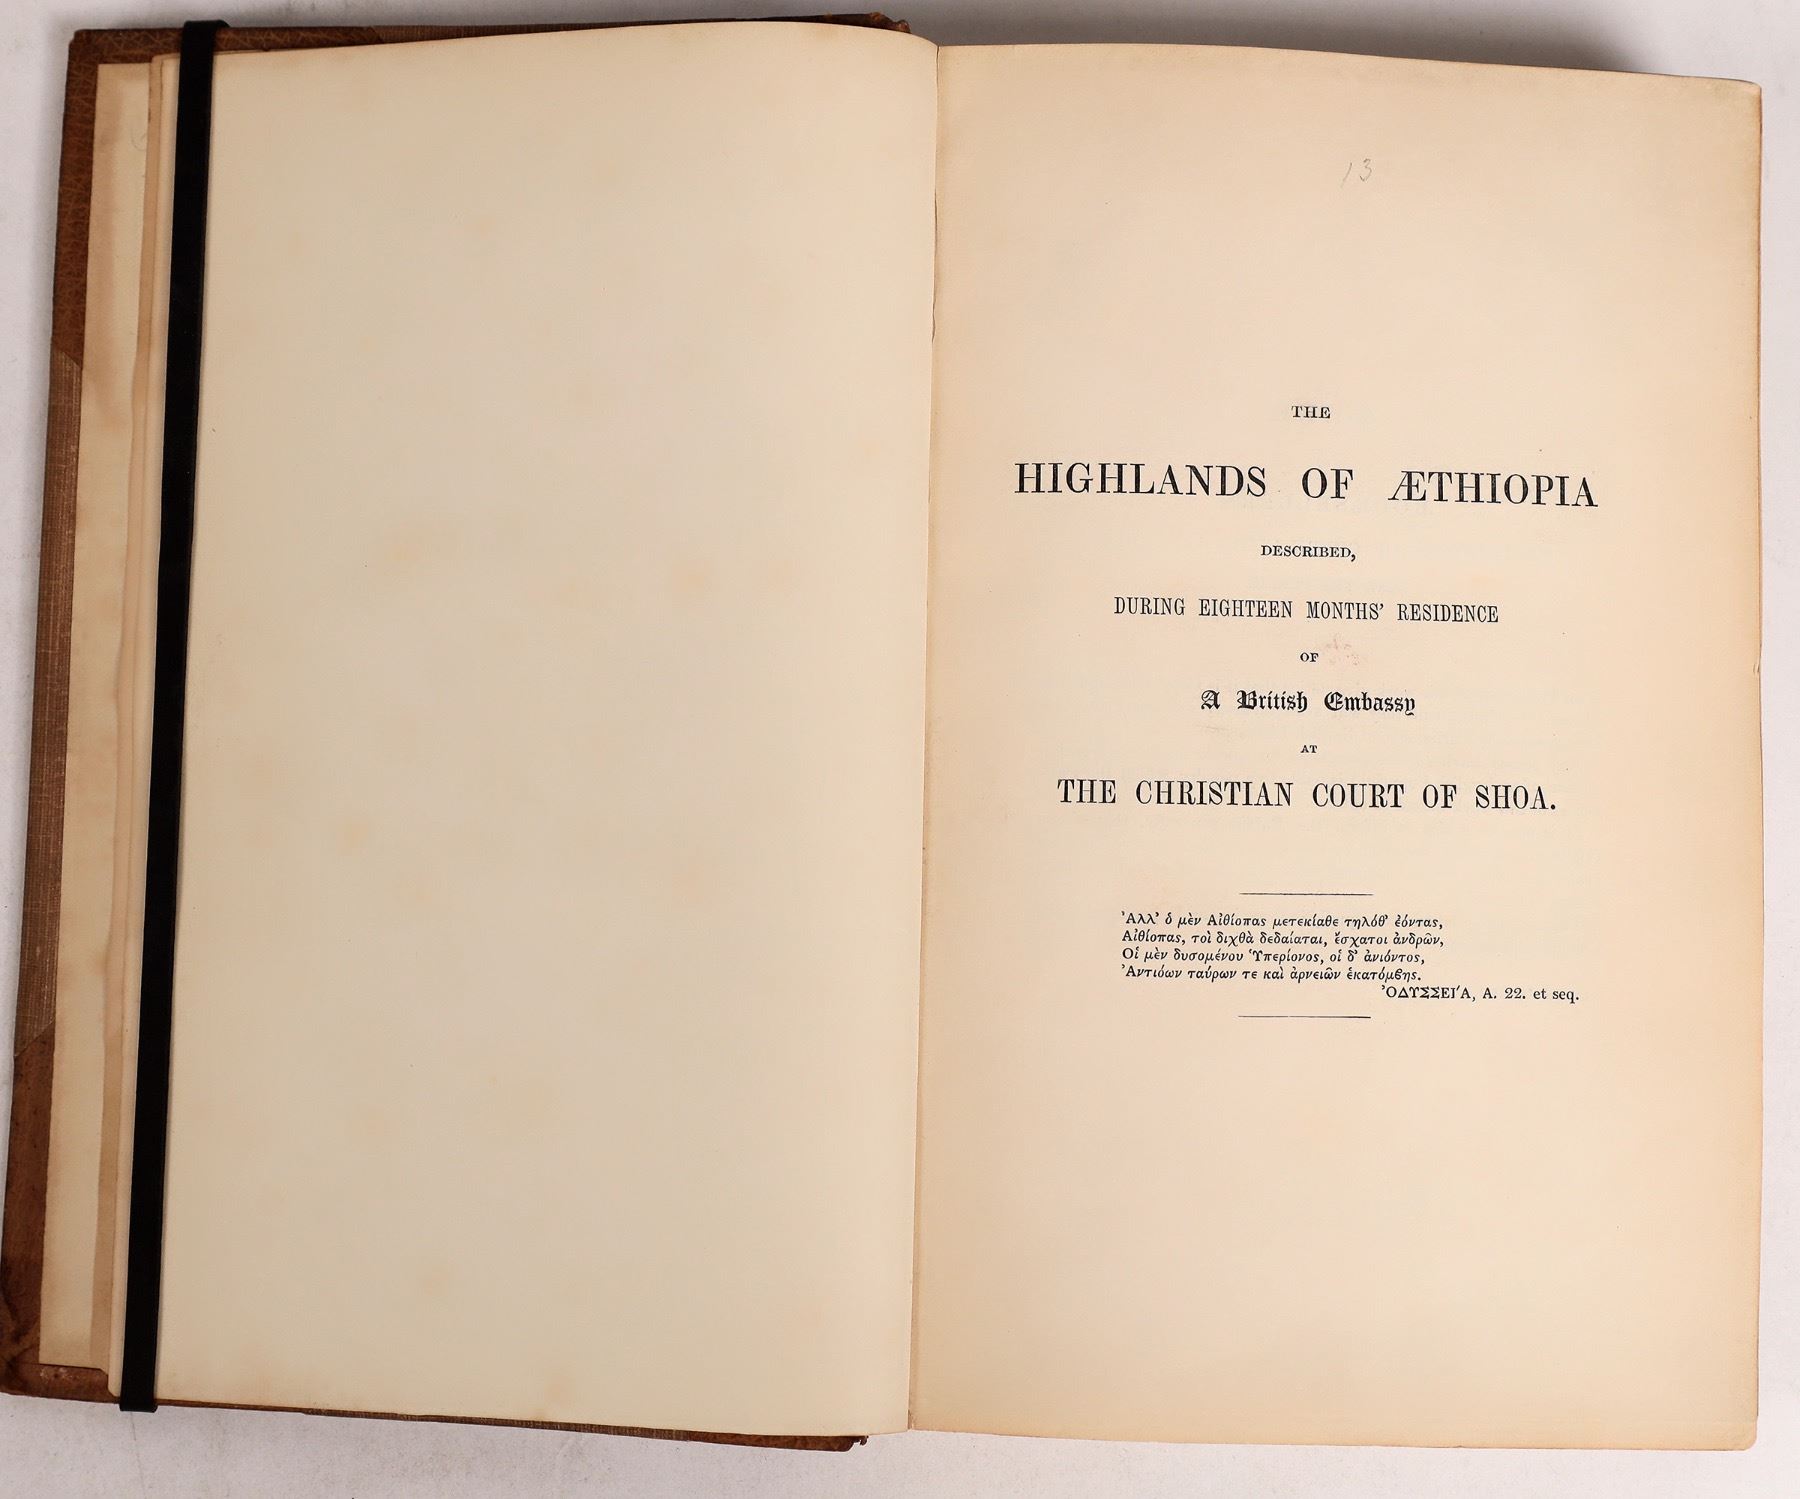 13
THE
HIGHLANDS OF ÆTHIOPIA
DESCRIBED,
DURING EIGHTEEN MONTHS' RESIDENCE
OF
A British Embassy
AT
THE CHRISTIAN COURT OF SHOA.
Ἀλλ' ὁ μὲν Αἰθίοπας μετεκίαθε τηλόθ' ἐόντας,
Αἰθίοπας, τοὶ διχθὰ δεδαίαται, ἔσχατοι ἀνδρῶν,
Οἱ μὲν δυσομένου Ὑπερίονος, οἱ δ' ἀνιόντος,
Ἀντιόων ταύρων τε καὶ ἀρνειῶν ἑκατόμβης.
ὈΔΥΣΣΕΙ'Α, Α. 22. et seq.